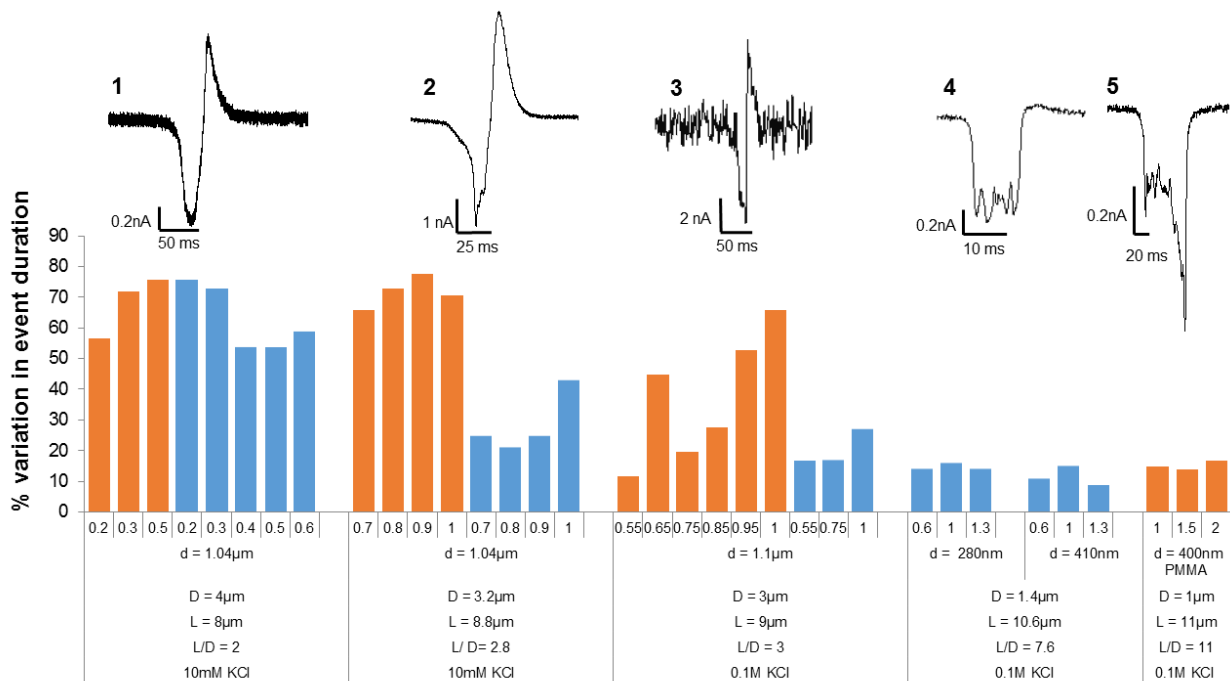 1
2
3
4
5
0.2nA
50 ms
1 nA
25 ms
2 nA
50 ms
0.2nA
10 ms
0.2nA
20 ms
% variation in event duration
90
80
70
60
50
40
30
20
10
0
0.2 0.3 0.5 0.2 0.3 0.4 0.5 0.6
0.7 0.8 0.9 1 0.7 0.8 0.9 1
0.55 0.65 0.75 0.85 0.95 1 0.55 0.75 1
0.6 1 1.3
0.6 1 1.3
1 1.5 2
d = 1.04µm
d = 1.04µm
d = 1.1µm
d = 280nm
d = 410nm
d = 400nm
PMMA
D = 4µm
L = 8µm
L/D = 2
10mM KCl
D = 3.2µm
L = 8.8µm
L/ D= 2.8
10mM KCl
D = 3µm
L = 9µm
L/D = 3
0.1M KCl
D = 1.4µm
L = 10.6µm
L/D = 7.6
0.1M KCl
D = 1µm
L = 11µm
L/D = 11
0.1M KCl